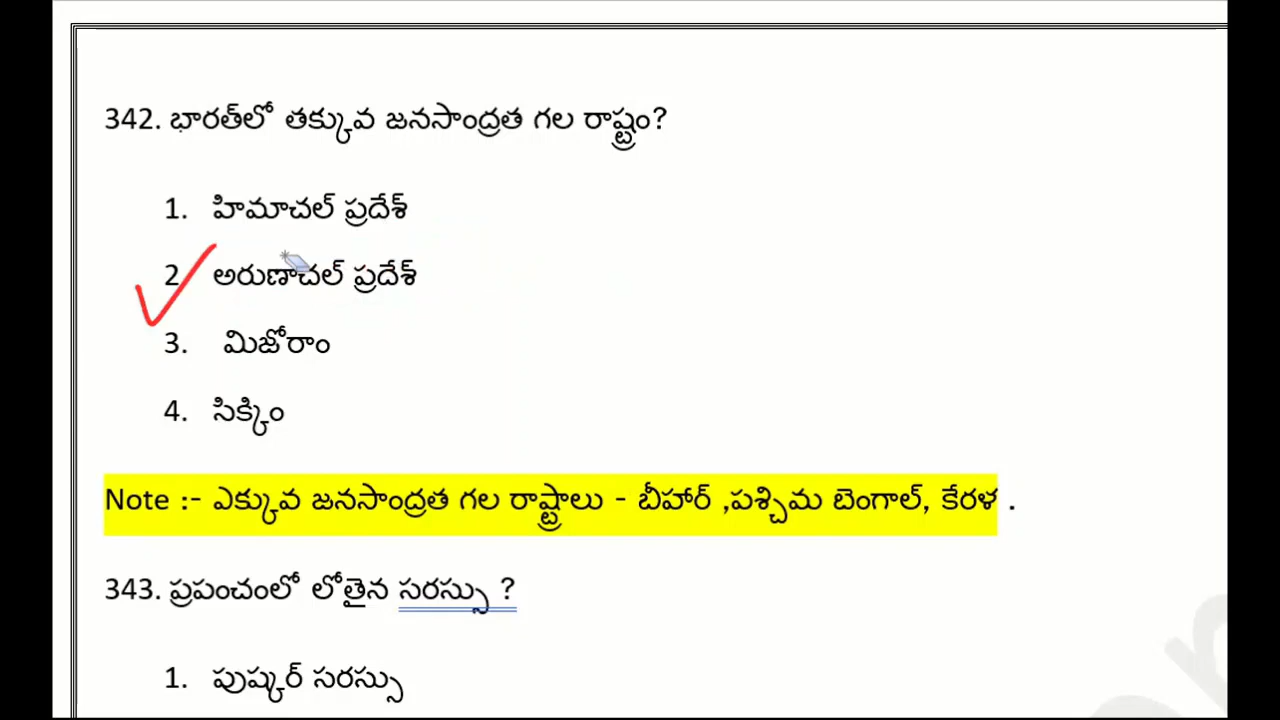 342. భారత్‌లో తక్కువ జనసాంద్రత గల రాష్ట్రం?
1. హిమాచల్ ప్రదేశ్
2 అరుణాచల్ ప్రదేశ్
3. మిజోరాం
4. సిక్కిం
Note :- ఎక్కువ జనసాంద్రత గల రాష్ట్రాలు - బీహార్ ,పశ్చిమ బెంగాల్, కేరళ .
343. ప్రపంచంలో లోతైన సరస్సు ?
1. పుష్కర్ సరస్సు